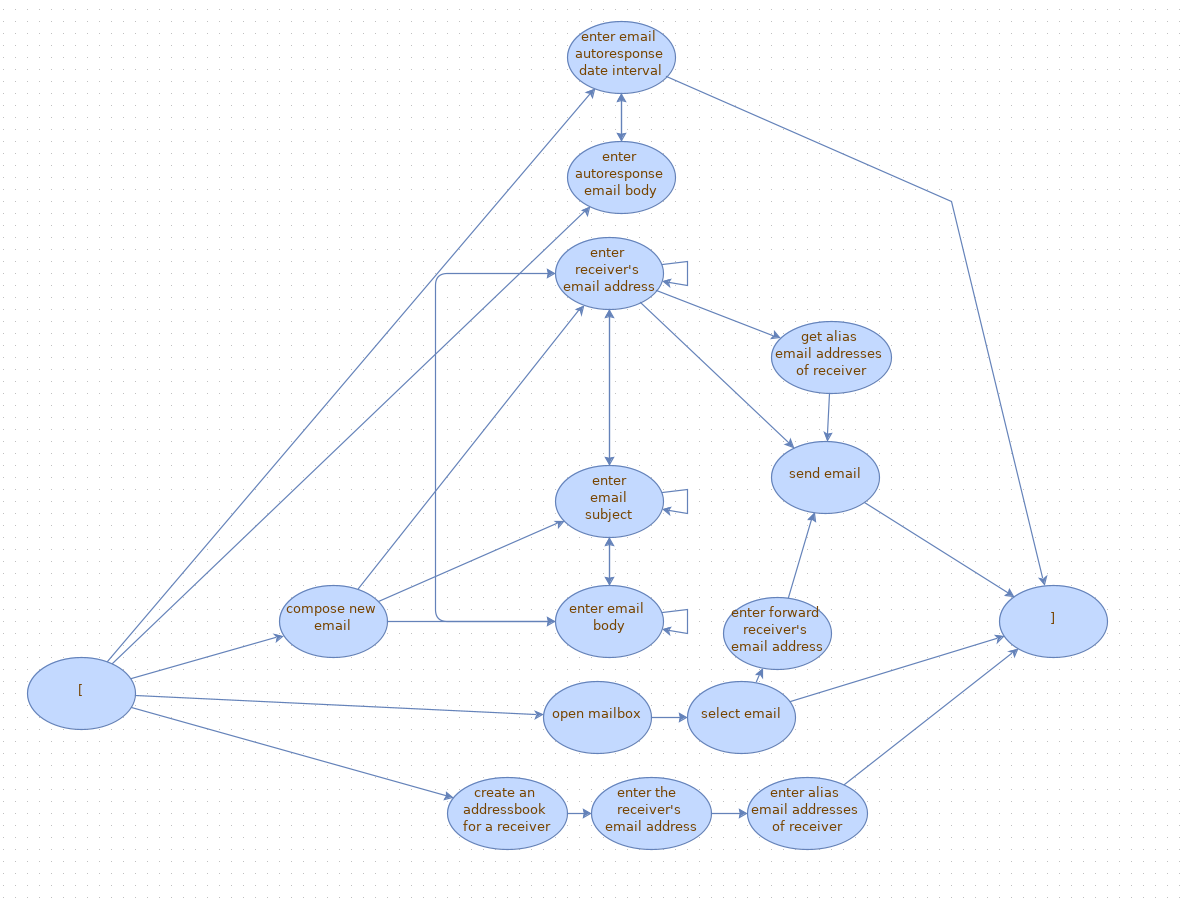 enter email
autoresponse
date interval
enter
autoresponse
email body
enter
receiver's
email address
get alias
email addresses
of receiver
send email
enter
email
subject
compose new
email
enter email
body
enter forward
receiver's
email address
]
[
open mailbox
select email
create an
addressbook
for a receiver
enter the
receiver's
email address
enter alias
email addresses
of receiver